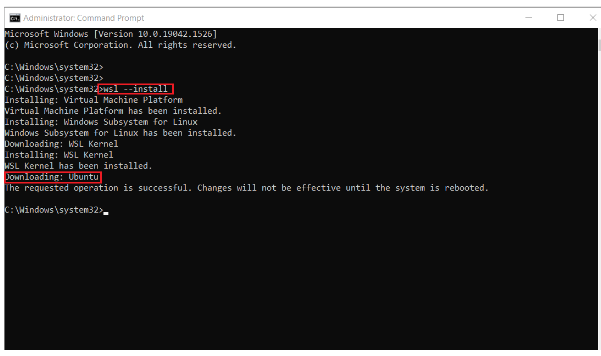 Administrator: Command Prompt
Microsoft Windows [Version 10.0.19042.1526]
(c) Microsoft Corporation. All rights reserved.
C:\Windows\system32>
C:\Windows\system32>
C:\Windows\system32>wsl --install
Installing: Virtual Machine Platform
Virtual Machine Platform has been installed.
Installing: Windows Subsystem for Linux
Windows Subsystem for Linux has been installed.
Downloading: WSL Kernel
Installing: WSL Kernel
WSL Kernel has been installed.
Downloading: Ubuntu
The requested operation is successful. Changes will not be effective until the system is rebooted.
C:\Windows\system32>